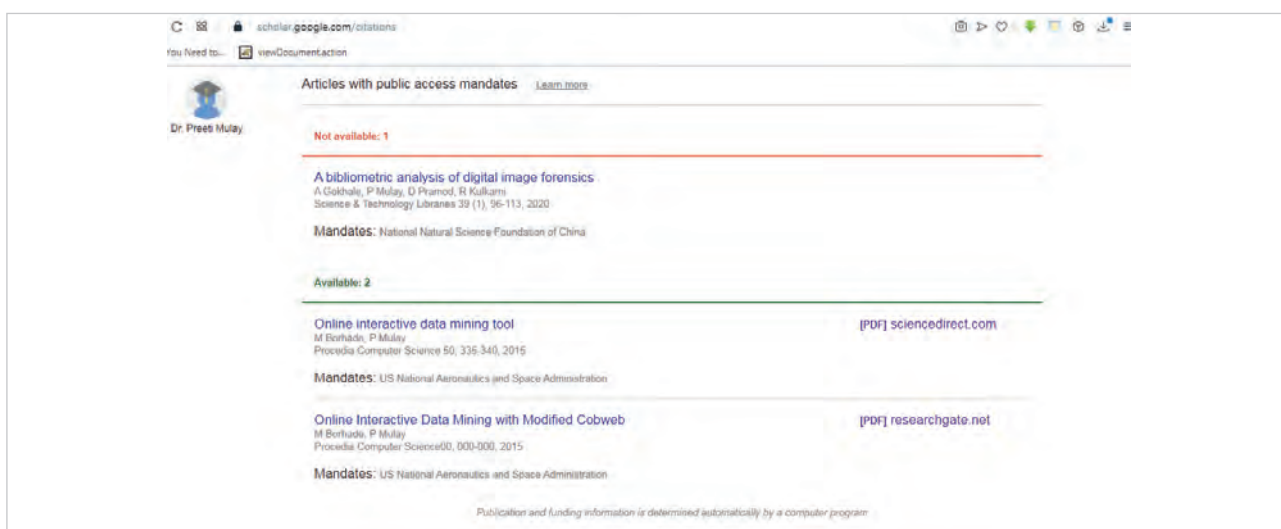 scholar.google.com/citations
You Need to... viewDocument.action
Dr. Preeti Mulay
Articles with public access mandates Learn more
Not available: 1
A bibliometric analysis of digital image forensics
A Gokhale, P Mulay, D Pramod, R Kulkarni
Science & Technology Libraries 39 (1), 96-113, 2020
Mandates: National Natural Science Foundation of China
Available: 2
Online interactive data mining tool
[PDF] sciencedirect.com
M Borhade, P Mulay
Procedia Computer Science 50, 335-340, 2015
Mandates: US National Aeronautics and Space Administration
Online Interactive Data Mining with Modified Cobweb
[PDF] researchgate.net
M Borhade, P Mulay
Procedia Computer Science00, 000-000, 2015
Mandates: US National Aeronautics and Space Administration
Publication and funding information is determined automatically by a computer program